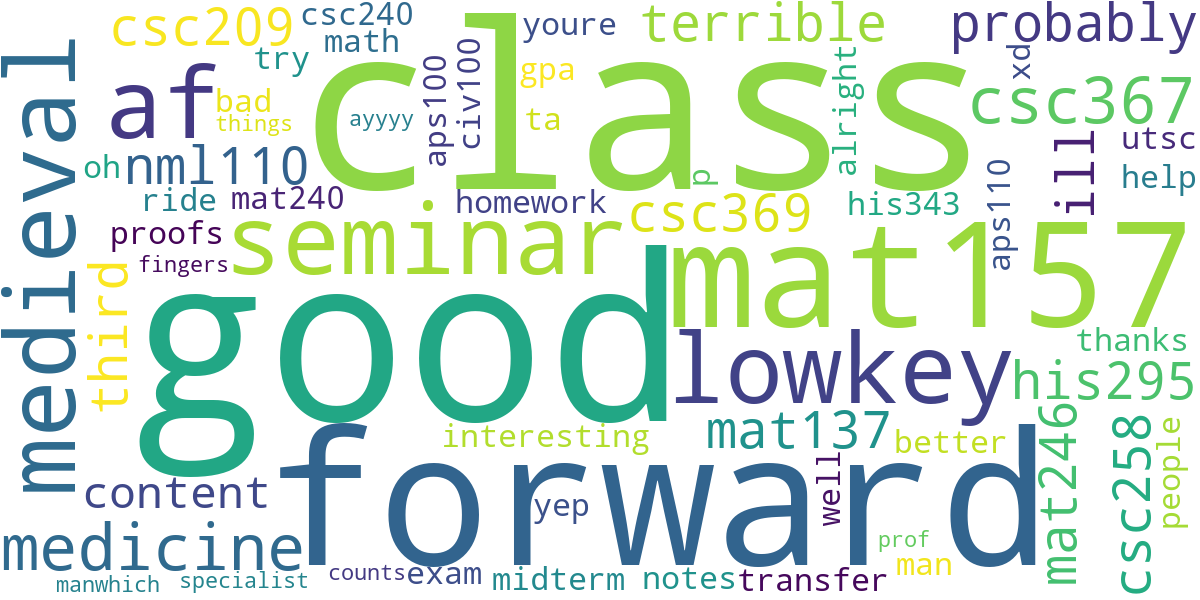 csc209
csc240
math
youre
terrible
probably
try
class
gpa
xd
af
bad
things
ayyyy
aps100
civ100
ta
alright
csc367
medieval
oh
nml110
ride
mat240
homework
p
csc369
his343
utsc
help
ill
aps110
proofs
fingers
seminar
mat157
third
good
lowkey
thanks
his295
content
interesting
mat137
better
mat246
csc258
people
medicine
forward
yep
well
prof
man
manwhich
specialist
counts
exam
midterm
notes
transfer